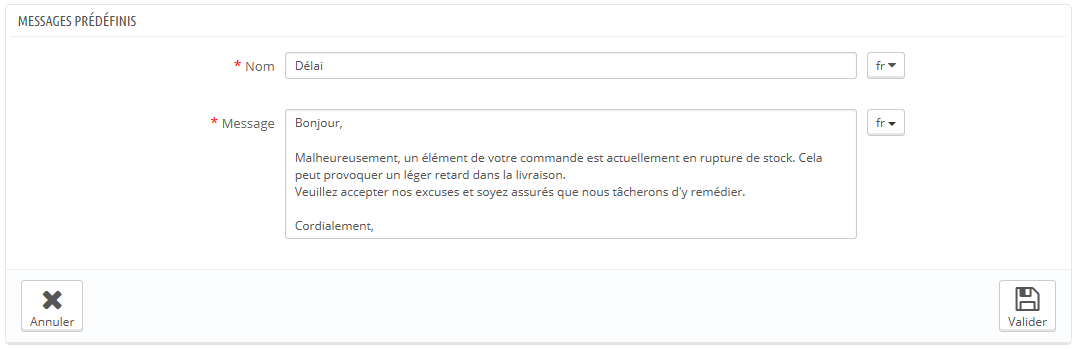 MESSAGES PRÉDÉFINIS
* Nom
Délai
fr
* Message
Bonjour,
fr
Malheureusement, un élément de votre commande est actuellement en rupture de stock. Cela
peut provoquer un léger retard dans la livraison.
Veuillez accepter nos excuses et soyez assurés que nous tâcherons d'y remédier.
Cordialement,
Annuler
Valider